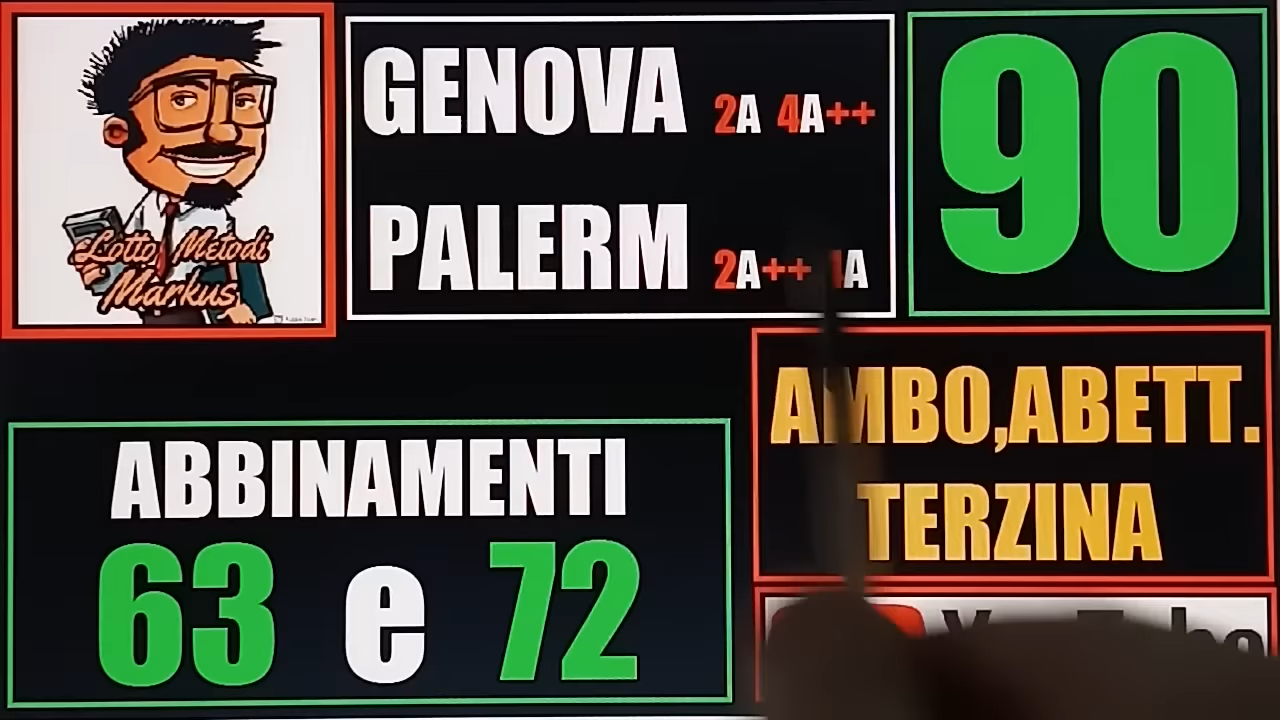 Lotto Metodi
Markus
GENOVA 2A 4A++
PALERM 2A++ A
90
ABBINAMENTI
63 e 72
AMBO,ABETT.
TERZINA